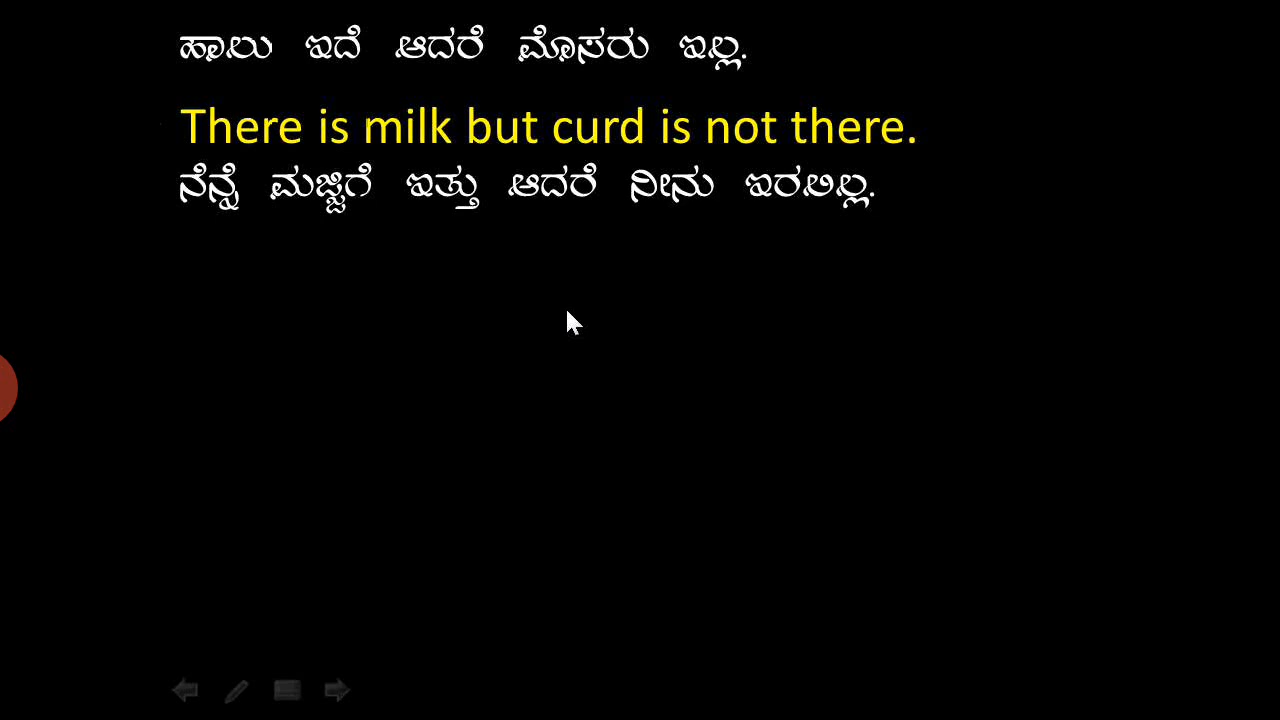 ಹಾಲು ಇದೆ ಆದರೆ ಮೊಸರು ಇಲ್ಲ.
There is milk but curd is not there.
ನೆನ್ನೆ ಮಜ್ಜಿಗೆ ಇತ್ತು ಆದರೆ ನೀನು ಇರಲಿಲ್ಲ.